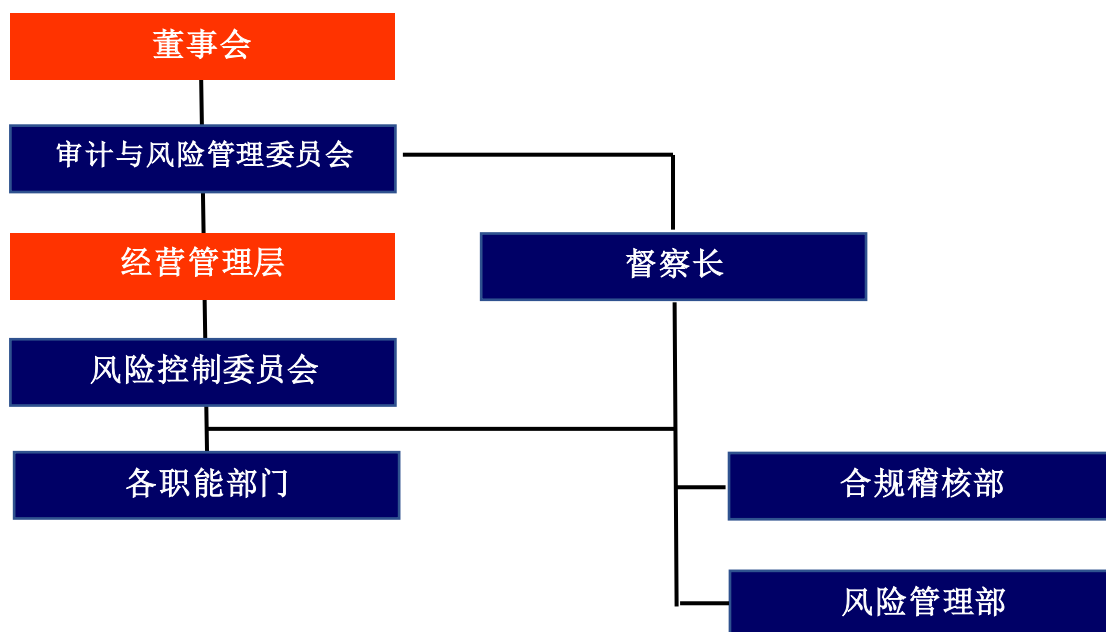 董事会
审计与风险管理委员会
经营管理层
督察长
风险控制委员会
各职能部门
合规稽核部
风险管理部